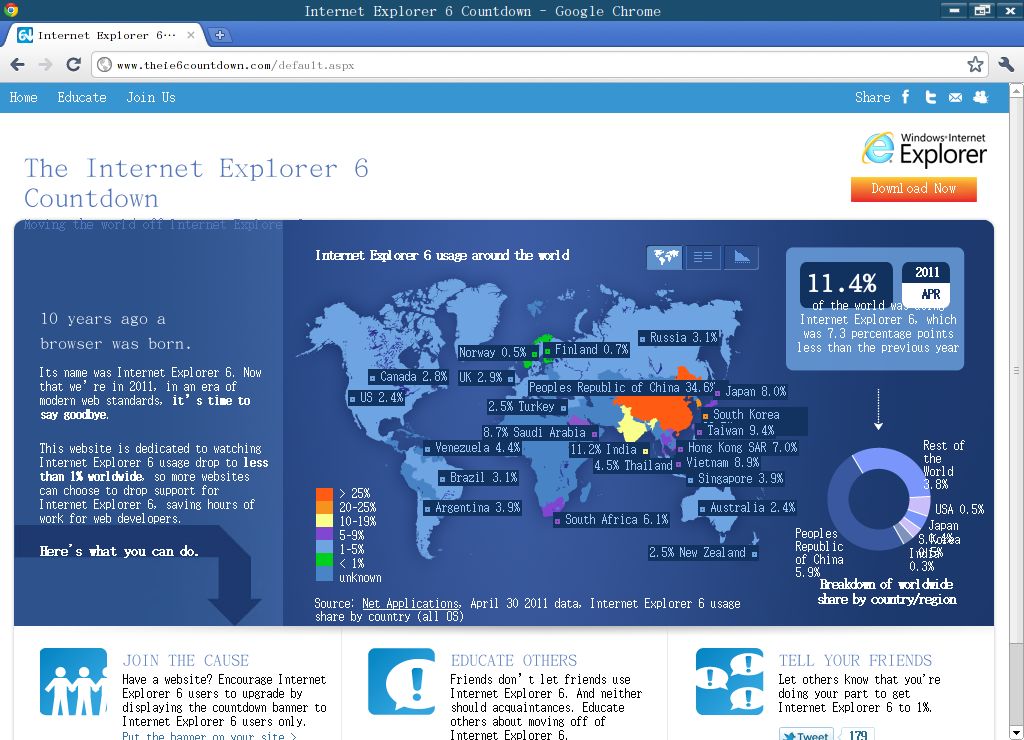 Internet Explorer 6 Countdown - Google Chrome
Internet Explorer 6...
www.theie6countdown.com/default.aspx
Home Educate Join Us Share
Windows Internet
Explorer
Download Now
The Internet Explorer 6
Countdown
Moving the world off Internet Explore
10 years ago a
browser was born.
Its name was Internet Explorer 6. Now
that we're in 2011, in an era of
modern web standards, it's time to
say goodbye.
This website is dedicated to watching
Internet Explorer 6 usage drop to less
than 1% worldwide, so more websites
can choose to drop support for
Internet Explorer 6, saving hours of
work for web developers.
Here's what you can do.
Internet Explorer 6 usage around the world
Russia 3.1%
Norway 0.5%
Finland 0.7%
Canada 2.8%
UK 2.9%
Peoples Republic of China 34.6%
Japan 8.0%
US 2.4%
2.5% Turkey
South Korea
Taiwan 9.4%
8.7% Saudi Arabia
Venezuela 4.4%
11.2% India
Hong Kong SAR 7.0%
4.5% Thailand
Vietnam 8.9%
Brazil 3.1%
Singapore 3.9%
Argentina 3.9%
Australia 2.4%
South Africa 6.1%
2.5% New Zealand
> 25%
20-25%
10-19%
5-9%
1-5%
< 1%
unknown
Source: Net Applications, April 30 2011 data, Internet Explorer 6 usage
share by country (all OS)
11.4%
2011
APR
of the world was using
Internet Explorer 6, which
was 7.3 percentage points
less than the previous year
Rest of
the
World
3.8%
USA 0.5%
Japan
S.Korea
India
0.3%
Peoples
Republic
of China
5.9%
Breakdown of worldwide
share by country/region
JOIN THE CAUSE
Have a website? Encourage Internet
Explorer 6 users to upgrade by
displaying the countdown banner to
Internet Explorer 6 users only.
Put the banner on your site >
EDUCATE OTHERS
Friends don't let friends use
Internet Explorer 6. And neither
should acquaintances. Educate
others about moving off of
Internet Explorer 6.
TELL YOUR FRIENDS
Let others know that you're
doing your part to get
Internet Explorer 6 to 1%.
Tweet 179